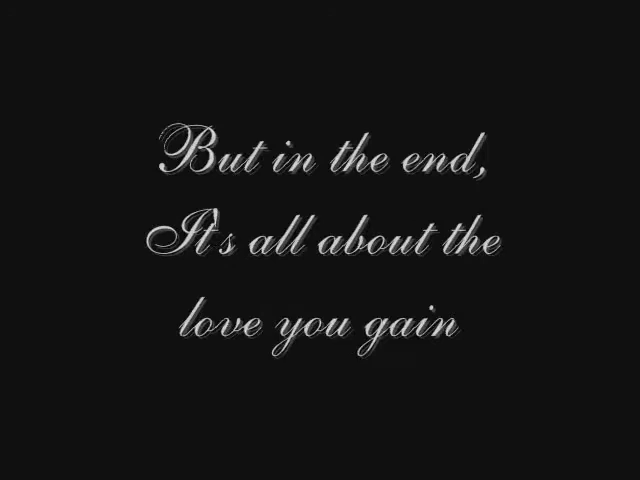 But in the end,
It's all about the
love you gain